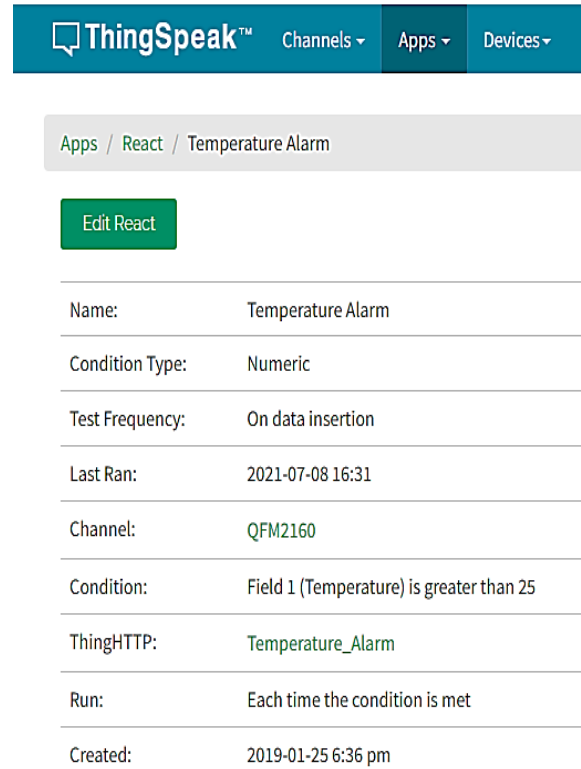 ThingSpeak™ Channels Apps Devices
Apps / React / Temperature Alarm
Edit React
Name: Temperature Alarm
Condition Type: Numeric
Test Frequency: On data insertion
Last Ran: 2021-07-08 16:31
Channel: QFM2160
Condition: Field 1 (Temperature) is greater than 25
ThingHTTP: Temperature_Alarm
Run: Each time the condition is met
Created: 2019-01-25 6:36 pm